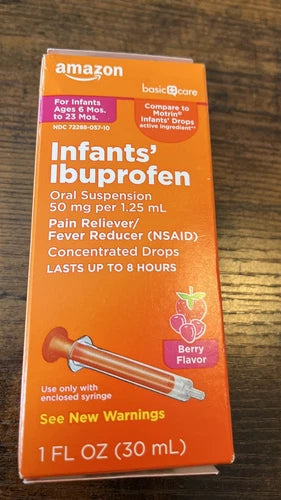 amazon
basic care
For Infants
Ages 6 Mos.
to 23 Mos.
Compare to
Motrin®
Infants' Drops
active ingredient**
NDC 72288-057-10
Infants'
Ibuprofen
Oral Suspension
50 mg per 1.25 mL
Pain Reliever/
Fever Reducer (NSAID)
Concentrated Drops
LASTS UP TO 8 HOURS
Berry
Flavor
Use only with
enclosed syringe
See New Warnings
1 FL OZ (30 mL)